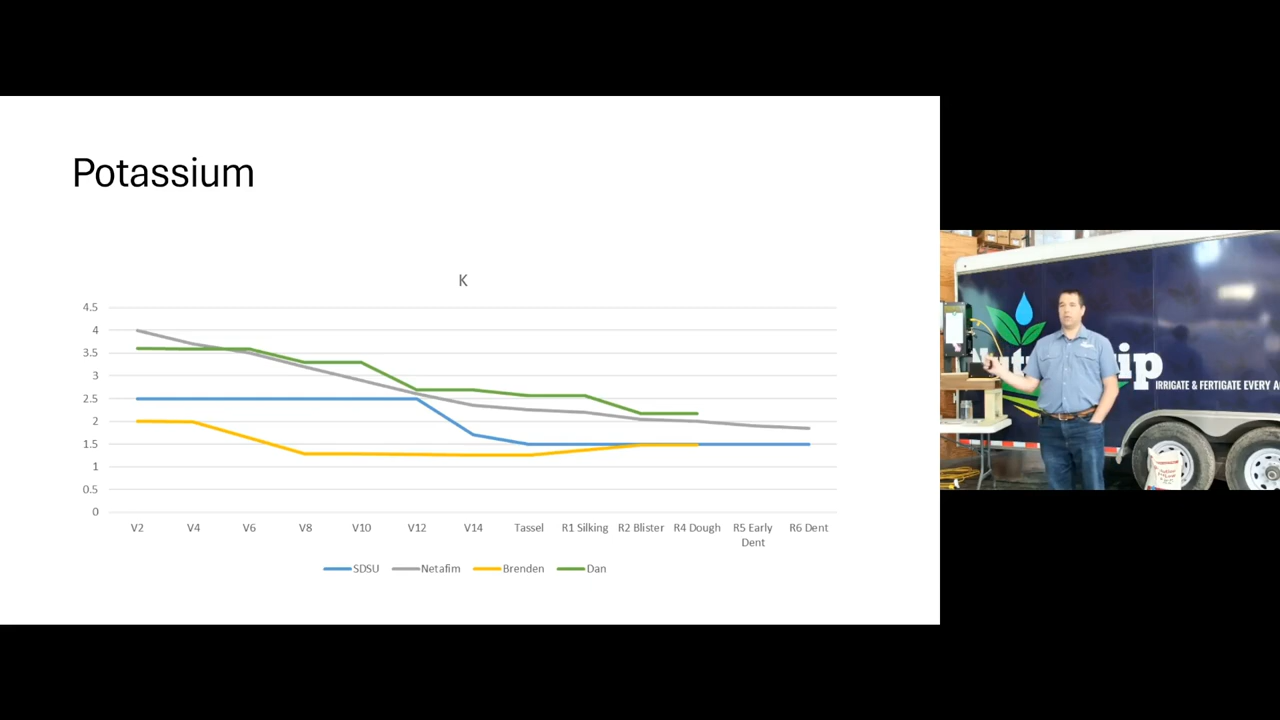 Potassium
K
4.5
4
3.5
3
2.5
2
1.5
1
0.5
0
V2 V4 V6 V8 V10 V12 V14 Tassel R1 Silking R2 Blister R4 Dough R5 Early Dent R6 Dent
SDSU Netafim Brenden Dan
IRRIGATE & FERTIGATE EVERY